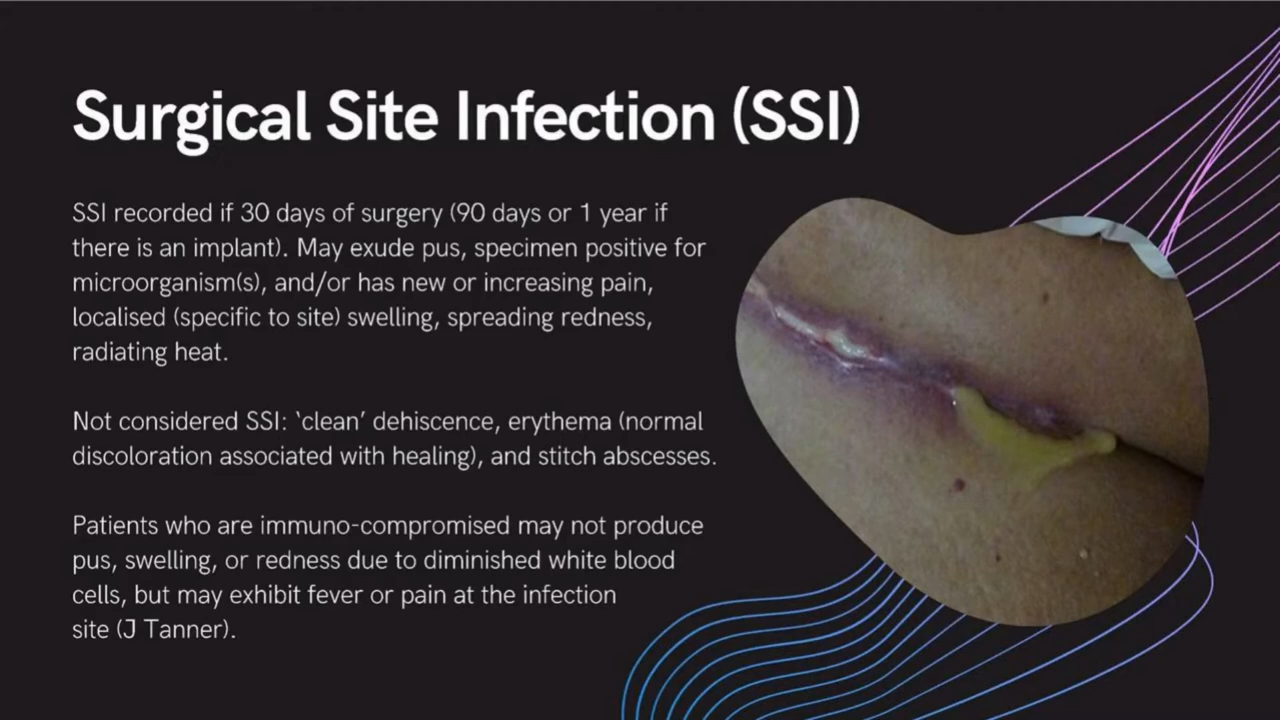 Surgical Site Infection (SSI)
SSI recorded if 30 days of surgery (90 days or 1 year if
there is an implant). May exude pus, specimen positive for
microorganism(s), and/or has new or increasing pain,
localised (specific to site) swelling, spreading redness,
radiating heat.
Not considered SSI: ‘clean’ dehiscence, erythema (normal
discoloration associated with healing), and stitch abscesses.
Patients who are immuno-compromised may not produce
pus, swelling, or redness due to diminished white blood
cells, but may exhibit fever or pain at the infection
site (J Tanner).